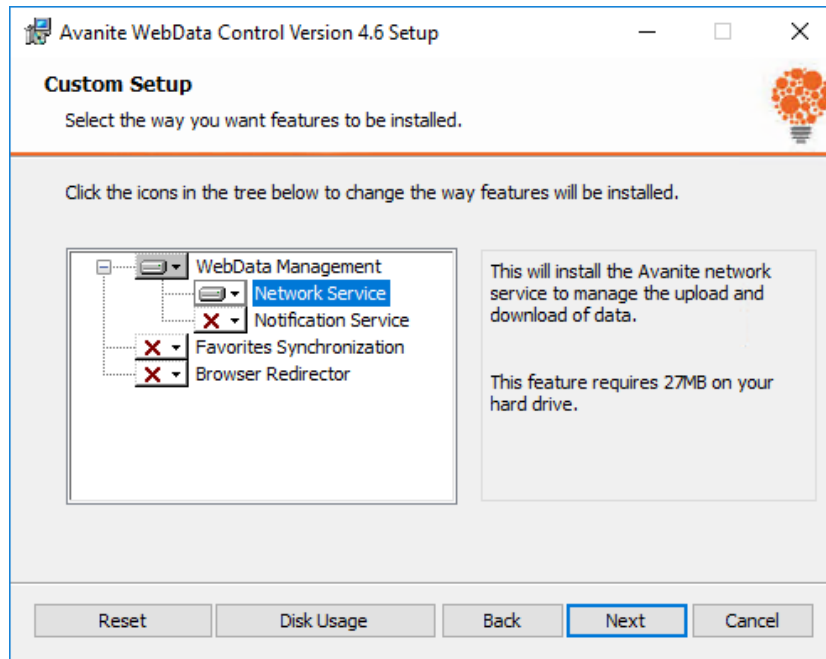 Avanite WebData Control Version 4.6 Setup
Custom Setup
Select the way you want features to be installed.
Click the icons in the tree below to change the way features will be installed.
WebData Management
Network Service
Notification Service
Favorites Synchronization
Browser Redirector
This will install the Avanite network
service to manage the upload and
download of data.
This feature requires 27MB on your
hard drive.
Reset
Disk Usage
Back
Next
Cancel